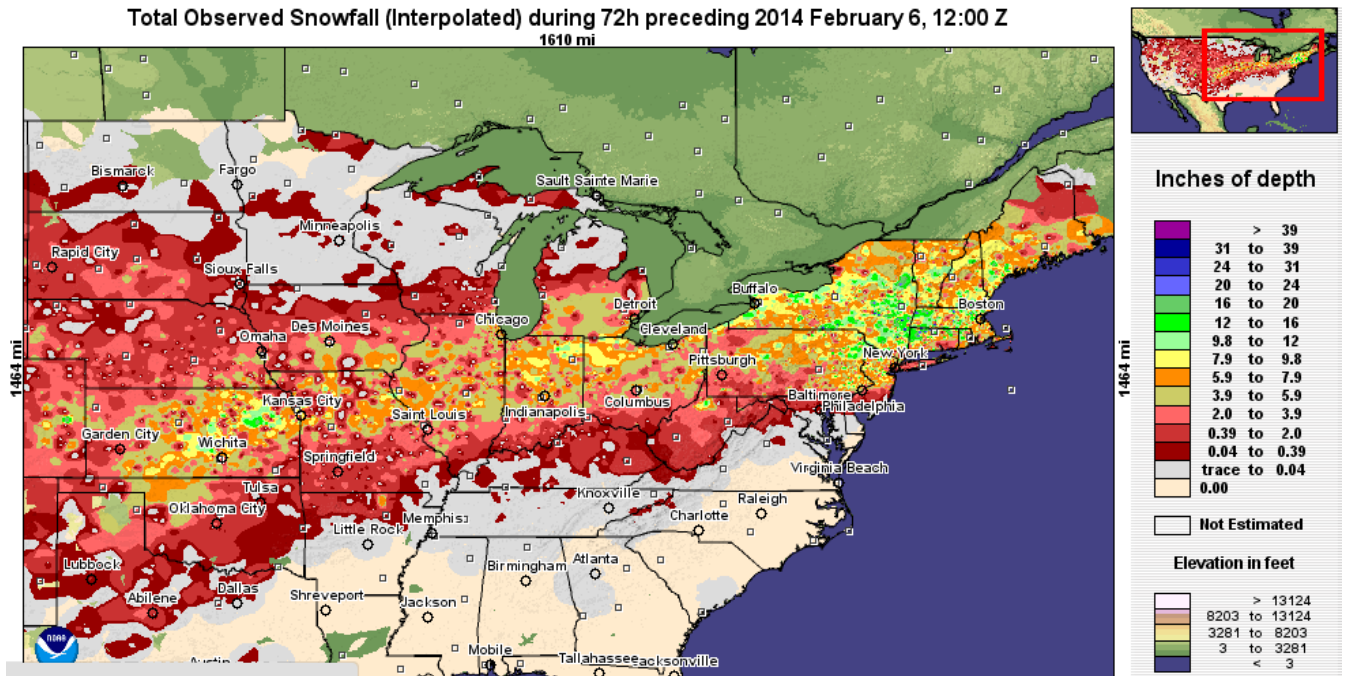 Total Observed Snowfall (Interpolated) during 72h preceding 2014 February 6, 12:00 Z
1610 mi
1464 mi
1464 mi
Bismarck
Fargo
Sault Sainte Marie
Minneapolis
Rapid City
Sioux Falls
Buffalo
Detroit
Boston
Chicago
Cleveland
Des Moines
Omaha
Pittsburgh
New York
Kansas City
Saint Louis
Indianapolis
Columbus
Baltimore
Philadelphia
Garden City
Wichita
Springfield
Virginia Beach
Tulsa
Knoxville
Raleigh
Oklahoma City
Memphis
Charlotte
Little Rock
Lubbock
Birmingham
Atlanta
Abilene
Dallas
Shreveport
Jackson
NOAA
Mobile
Tallahassee
Jacksonville
Austin
Inches of depth
> 39
31 to 39
24 to 31
20 to 24
16 to 20
12 to 16
9.8 to 12
7.9 to 9.8
5.9 to 7.9
3.9 to 5.9
2.0 to 3.9
0.39 to 2.0
0.04 to 0.39
trace to 0.04
0.00
Not Estimated
Elevation in feet
> 13124
8203 to 13124
3281 to 8203
3 to 3281
< 3